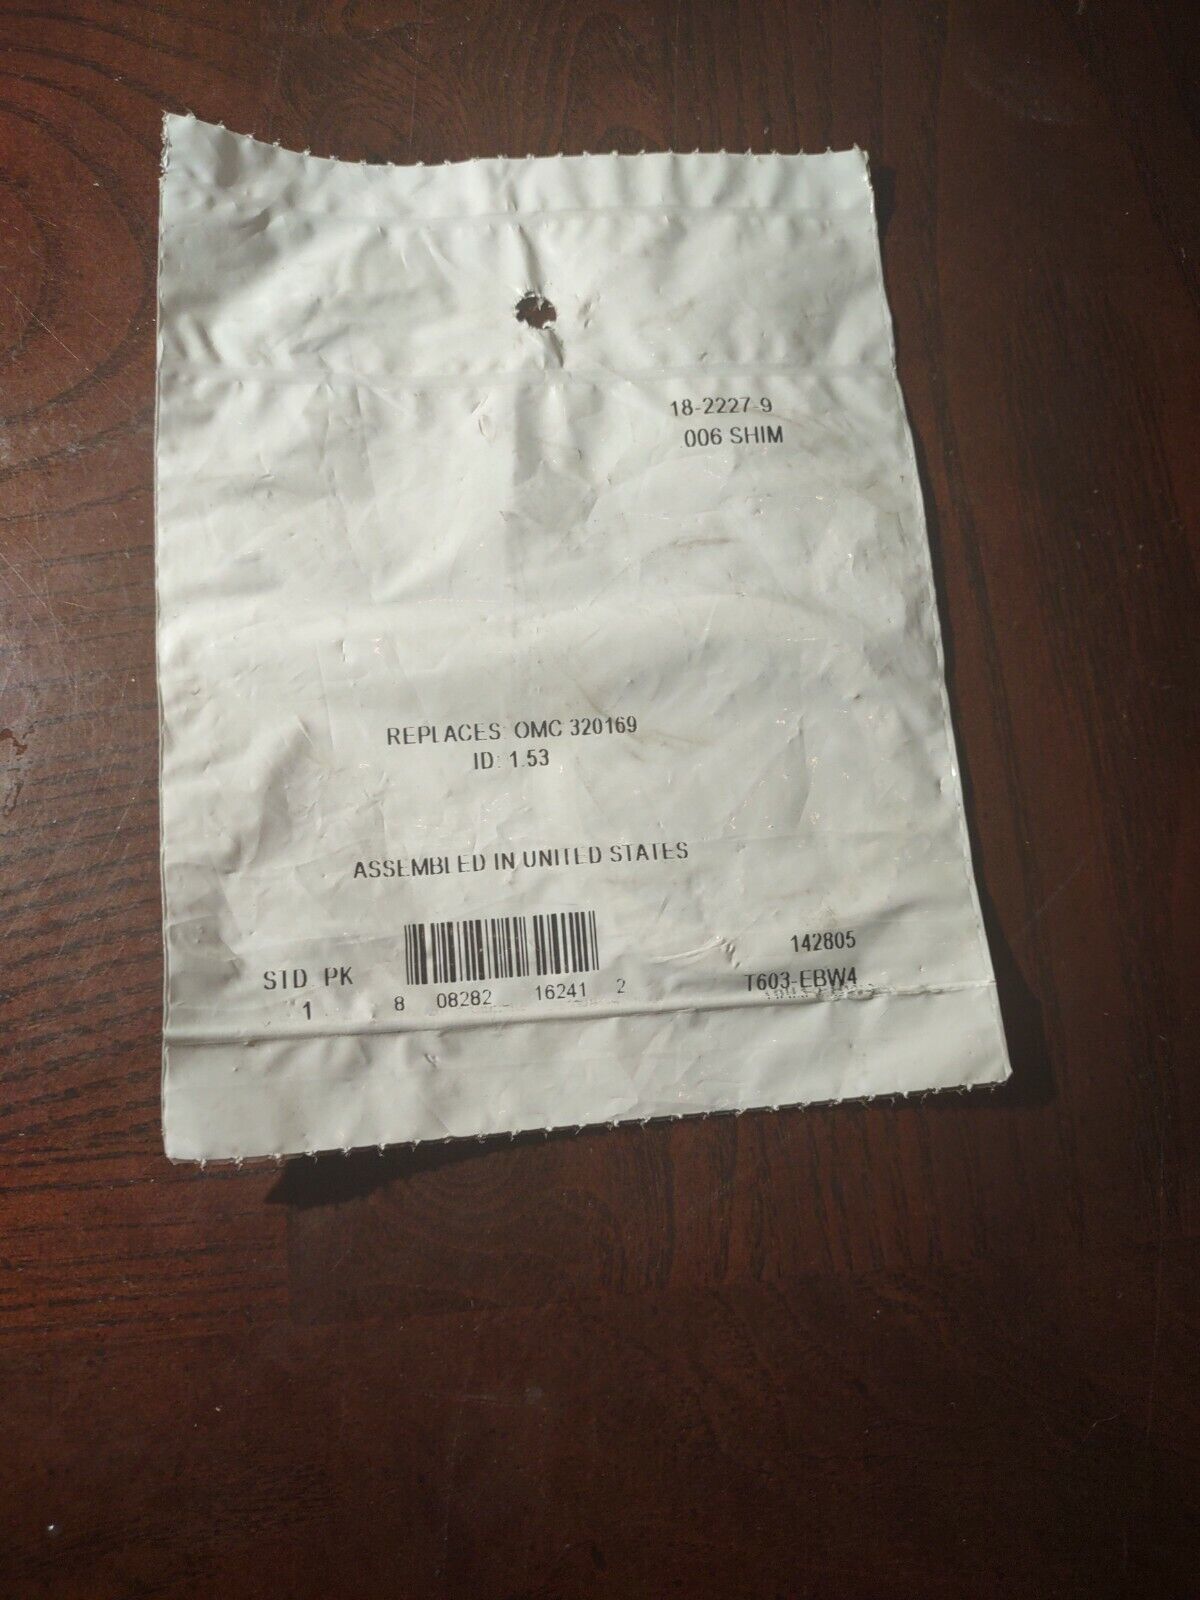 18-2227-9
.006 SHIM
REPLACES: OMC 320169
ID: 1.53
ASSEMBLED IN UNITED STATES
STD. PK
1
8 08282 16241 2
142805
T603-EBW4